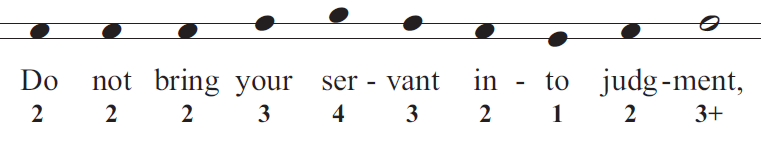 Do not bring your ser - vant in - to judg - ment,
2 2 2 3 4 3 2 1 2 3+